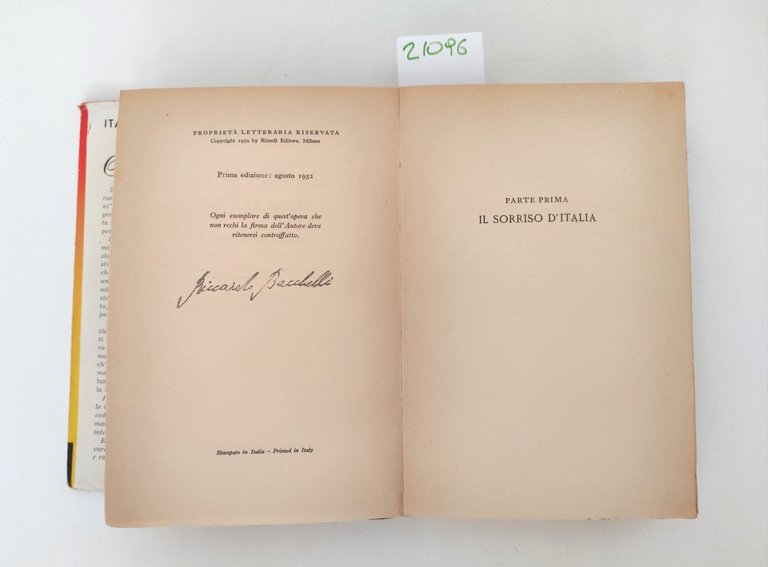 21096
PROPRIETÀ LETTERARIA RISERVATA
Copyright 1952 by Rizzoli Editore, Milano
Prima edizione: agosto 1952
Ogni esemplare di quest'opera che
non rechi la firma dell'Autore deve
ritenersi contraffatto.
Riccardo Bacchelli
Stampato in Italia - Printed in Italy
PARTE PRIMA
IL SORRISO D'ITALIA
ITA